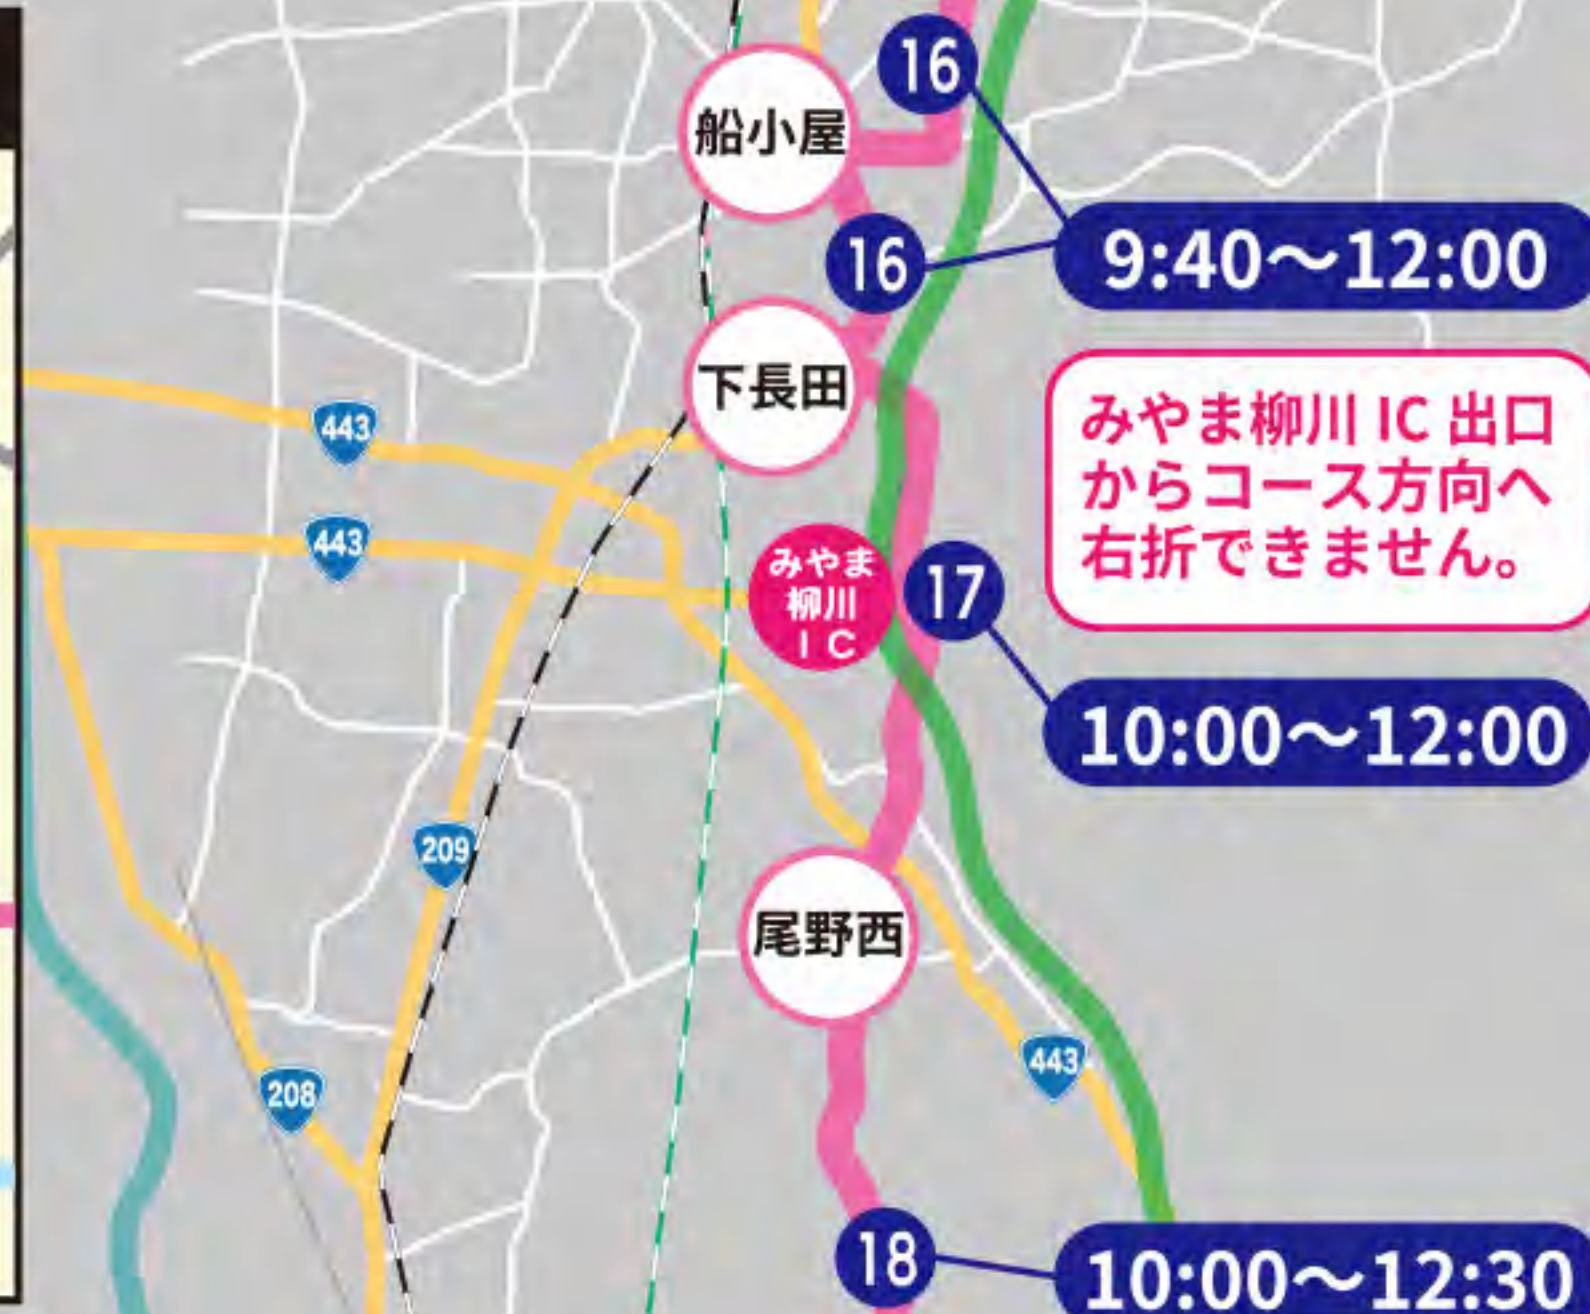 16
船小屋
16
9:40〜12:00
下長田
みやま柳川 IC 出口
からコース方向へ
右折できません。
443
443
みやま
柳川
IC
17
10:00〜12:00
209
尾野西
443
208
18
10:00〜12:30